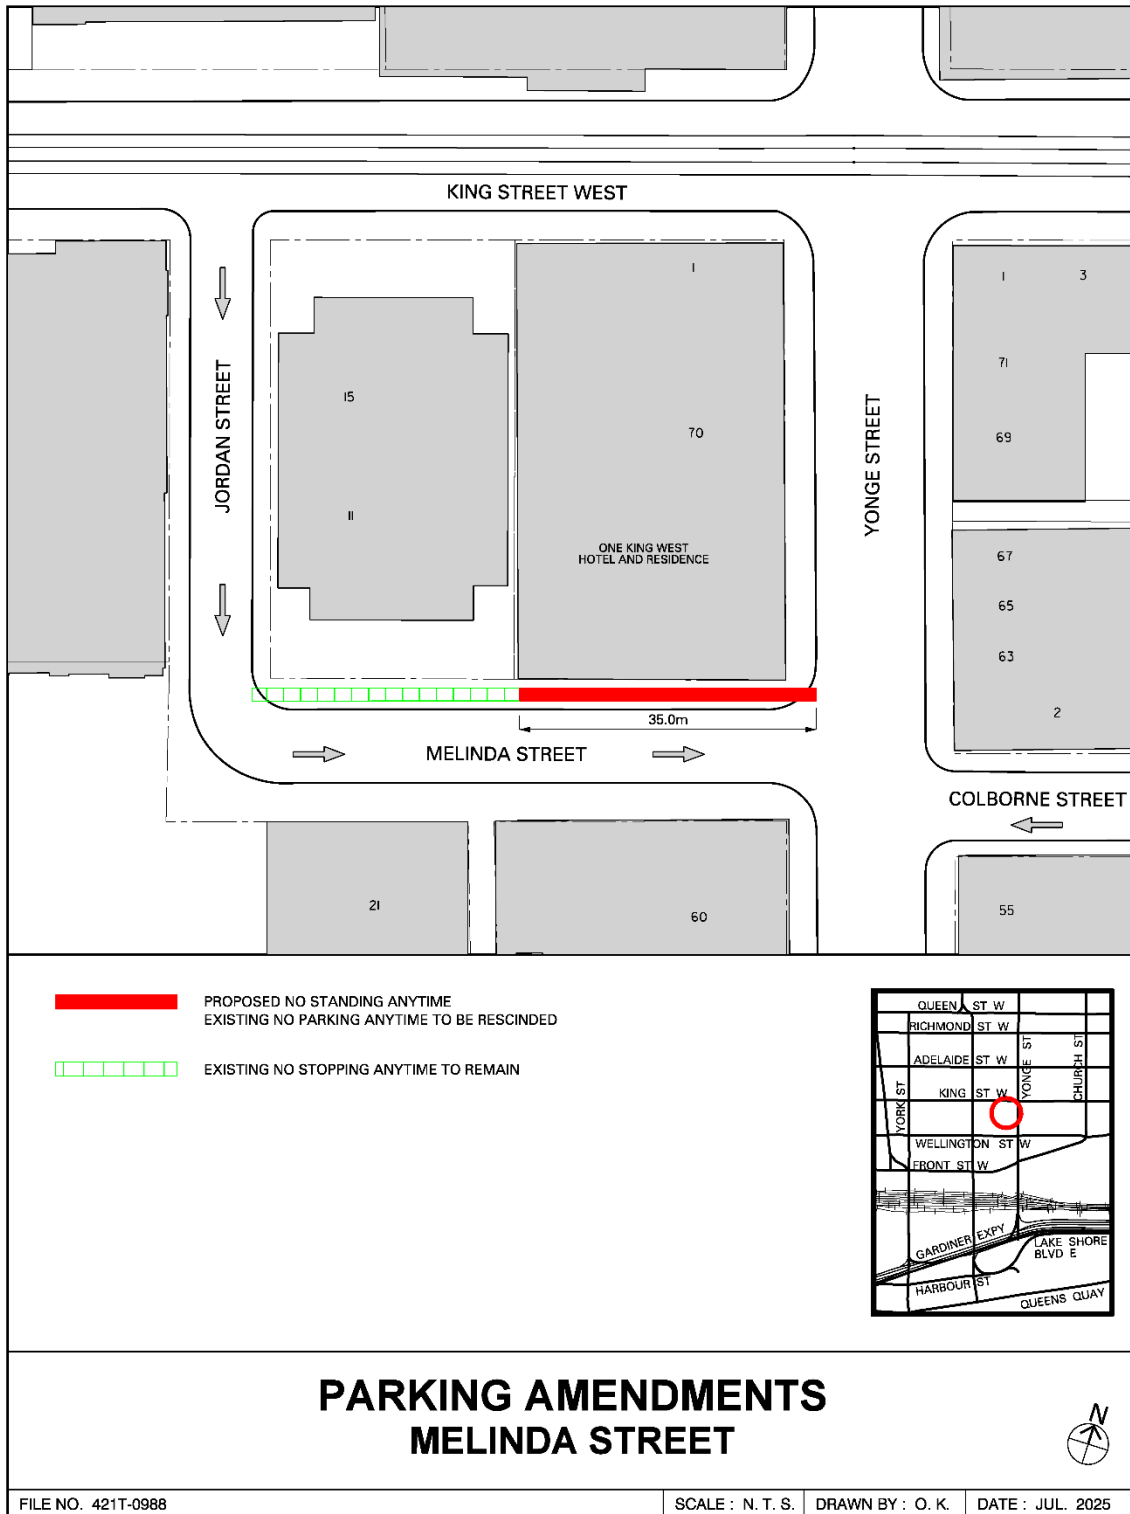 KING STREET WEST
JORDAN STREET
YONGE STREET
1
15
70
11
ONE KING WEST
HOTEL AND RESIDENCE
1 3
71
69
67
65
63
2
35.0m
MELINDA STREET
COLBORNE STREET
21
60
55
PROPOSED NO STANDING ANYTIME
EXISTING NO PARKING ANYTIME TO BE RESCINDED
EXISTING NO STOPPING ANYTIME TO REMAIN
QUEEN ST W
RICHMOND ST W
ADELAIDE ST W
KING ST W
YORK ST
YONGE ST
CHURCH ST
WELLINGTON ST W
FRONT ST W
GARDINER EXPY
LAKE SHORE
BLVD E
HARBOUR ST
QUEENS QUAY
PARKING AMENDMENTS
MELINDA STREET
N
FILE NO. 421T-0988
SCALE : N. T. S.
DRAWN BY : O. K.
DATE : JUL. 2025